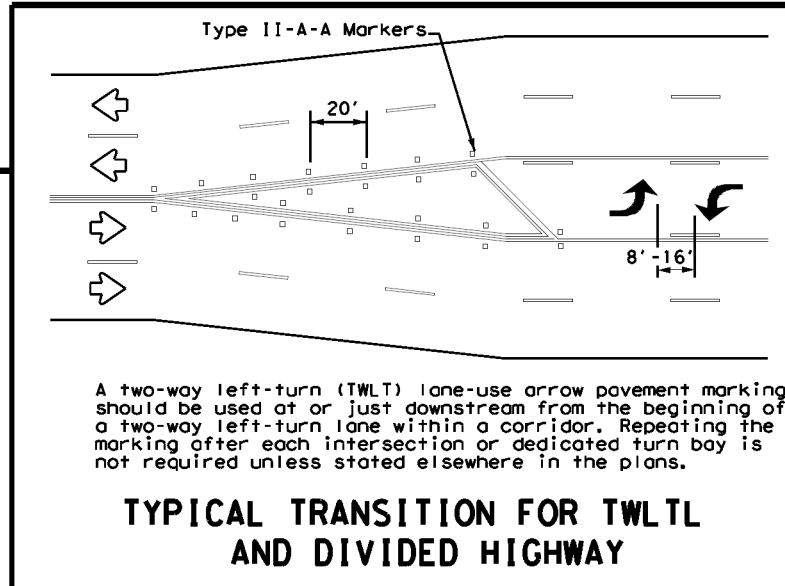 Type II-A-A Markers
20'
8' -16'
A two-way left-turn (TWLT) lane-use arrow pavement marking
should be used at or just downstream from the beginning of
a two-way left-turn lane within a corridor. Repeating the
marking after each intersection or dedicated turn bay is
not required unless stated elsewhere in the plans.
TYPICAL TRANSITION FOR TWLTL
AND DIVIDED HIGHWAY